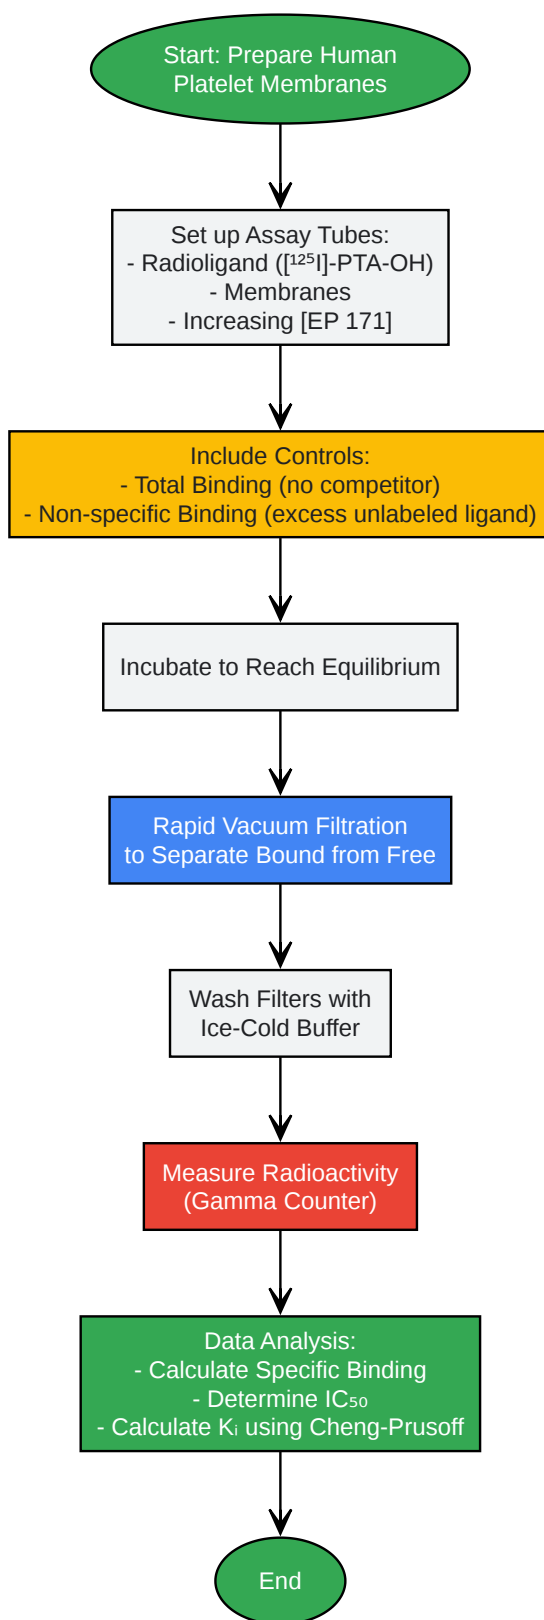 Start: Prepare Human
Platelet Membranes
Set up Assay Tubes:
- Radioligand ([¹²⁵I]-PTA-OH)
- Membranes
- Increasing [EP 171]
Include Controls:
- Total Binding (no competitor)
- Non-specific Binding (excess unlabeled ligand)
Incubate to Reach Equilibrium
Rapid Vacuum Filtration
to Separate Bound from Free
Wash Filters with
Ice-Cold Buffer
Measure Radioactivity
(Gamma Counter)
Data Analysis:
- Calculate Specific Binding
- Determine IC₅₀
- Calculate Kᵢ using Cheng-Prusoff
End